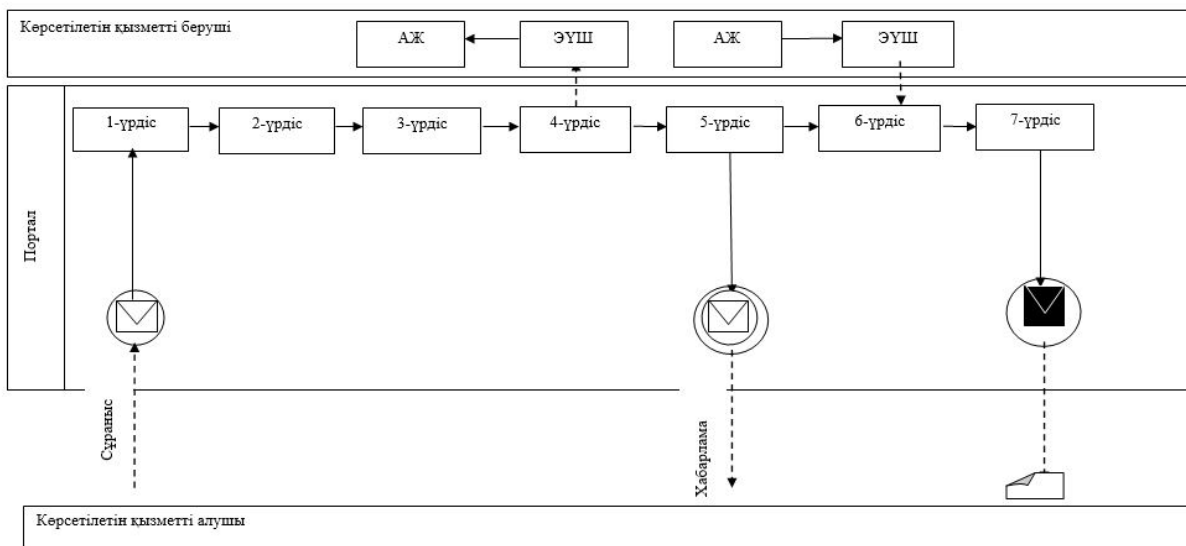 Көрсетілетін қызметті беруші
АЖ
ЭҮШ
АЖ
ЭҮШ
Портал
1-үрдіс
2-үрдіс
3-үрдіс
4-үрдіс
5-үрдіс
6-үрдіс
7-үрдіс
Сұраныс
Хабарлама
Көрсетілетін қызметті алушы